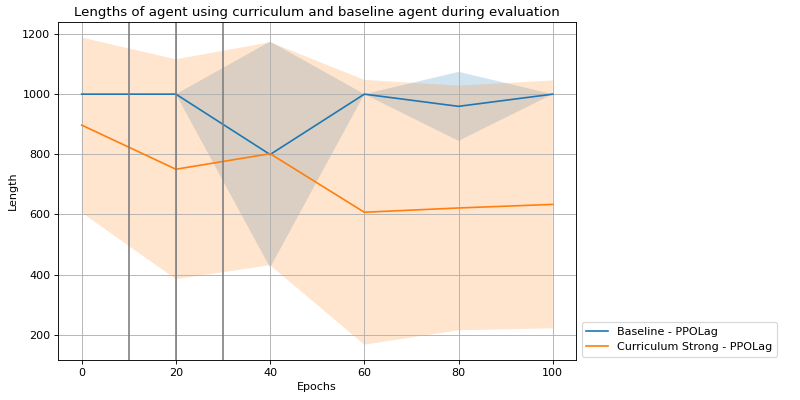 Lengths of agent using curriculum and baseline agent during evaluation
1200
1000
800
600
400
200
Length
0 20 40 60 80 100
Epochs
Baseline - PPOLag
Curriculum Strong - PPOLag